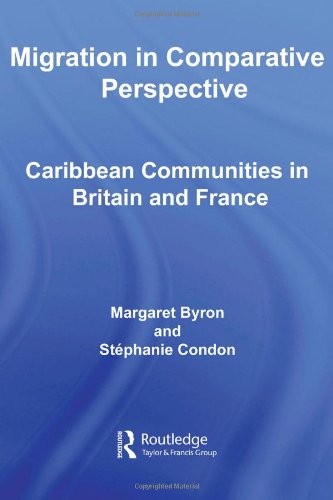 Migration in Comparative
Perspective
Caribbean Communities in
Britain and France
Margaret Byron
and
Stéphanie Condon
ROUTLEDGE
Routledge
Taylor & Francis Group